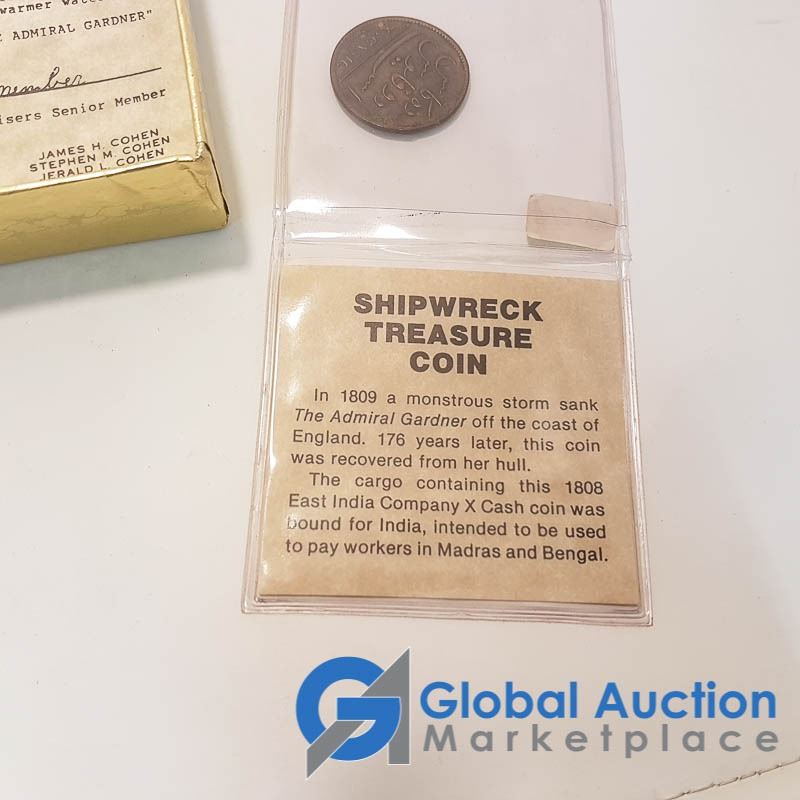 ADMIRAL GARDNER"
Senior Member
JAMES H. COHEN
STEPHEN M. COHEN
JERALD L. COHEN
SHIPWRECK
TREASURE
COIN
In 1809 a monstrous storm sank
The Admiral Gardner off the coast of
England. 176 years later, this coin
was recovered from her hull.
The cargo containing this 1808
East India Company X Cash coin was
bound for India, intended to be used
to pay workers in Madras and Bengal.
GA
Global Auction
Marketplace